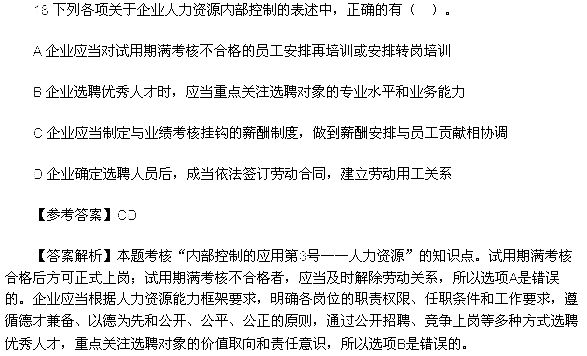 16下列各项关于企业人力资源内部控制的表述中，正确的有（　）。
A 企业应当对试用期满考核不合格的员工安排再培训或安排转岗培训
B 企业选聘优秀人才时，应当重点关注选聘对象的专业水平和业务能力
C 企业应当制定与业绩考核挂钩的薪酬制度，做到薪酬安排与员工贡献相协调
D 企业确定选聘人员后，成当依法签订劳动合同，建立劳动用工关系
【参考答案】CD
【答案解析】本题考核“内部控制的应用第3号——人力资源”的知识点。试用期满考核
合格后方可正式上岗；试用期满考核不合格者，应当及时解除劳动关系，所以选项A是错误
的。企业应当根据人力资源能力框架要求，明确各岗位的职责权限、任职条件和工作要求，遵
循德才兼备、以德为先和公开、公平、公正的原则，通过公开招聘、竞争上岗等多种方式选聘
优秀人才，重点关注选聘对象的价值取向和责任意识，所以选项B是错误的。